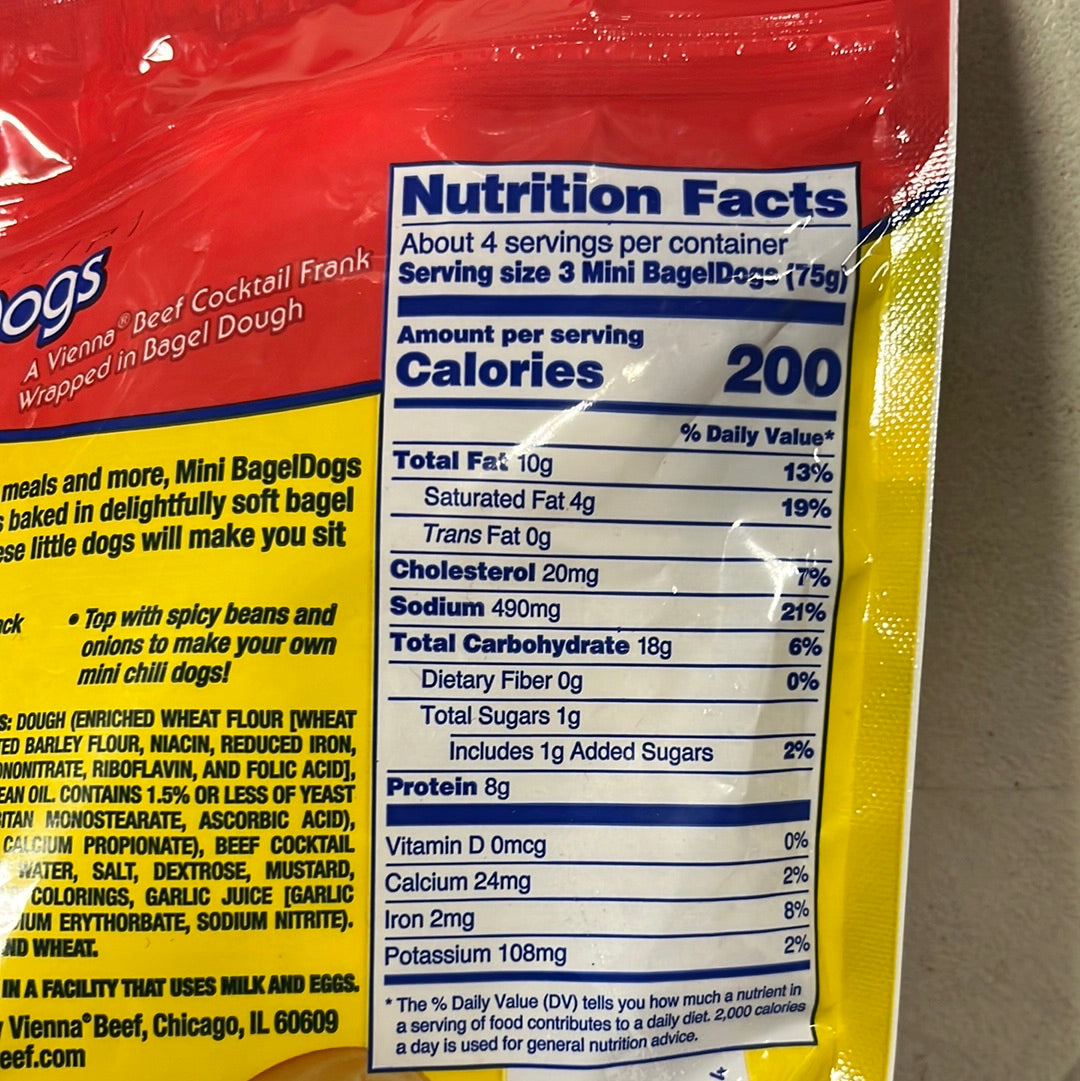 ogs
A Vienna® Beef Cocktail Frank
Wrapped in Bagel Dough
meals and more, Mini BagelDogs
baked in delightfully soft bagel
ese little dogs will make you sit
ck
• Top with spicy beans and
onions to make your own
mini chili dogs!
S: DOUGH (ENRICHED WHEAT FLOUR [WHEAT
TED BARLEY FLOUR, NIACIN, REDUCED IRON,
ONONITRATE, RIBOFLAVIN, AND FOLIC ACID],
EAN OIL. CONTAINS 1.5% OR LESS OF YEAST
ITAN MONOSTEARATE, ASCORBIC ACID),
CALCIUM PROPIONATE), BEEF COCKTAIL
WATER, SALT, DEXTROSE, MUSTARD,
COLORINGS, GARLIC JUICE [GARLIC
IUM ERYTHORBATE, SODIUM NITRITE).
ND WHEAT.
IN A FACILITY THAT USES MILK AND EGGS.
Vienna® Beef, Chicago, IL 60609
eef.com
Nutrition Facts
About 4 servings per container
Serving size 3 Mini BagelDogs (75g)
Amount per serving
Calories 200
% Daily Value*
Total Fat 10g 13%
Saturated Fat 4g 19%
Trans Fat 0g
Cholesterol 20mg 7%
Sodium 490mg 21%
Total Carbohydrate 18g 6%
Dietary Fiber 0g 0%
Total Sugars 1g
Includes 1g Added Sugars 2%
Protein 8g
Vitamin D 0mcg 0%
Calcium 24mg 2%
Iron 2mg 8%
Potassium 108mg 2%
* The % Daily Value (DV) tells you how much a nutrient in
a serving of food contributes to a daily diet. 2,000 calories
a day is used for general nutrition advice.